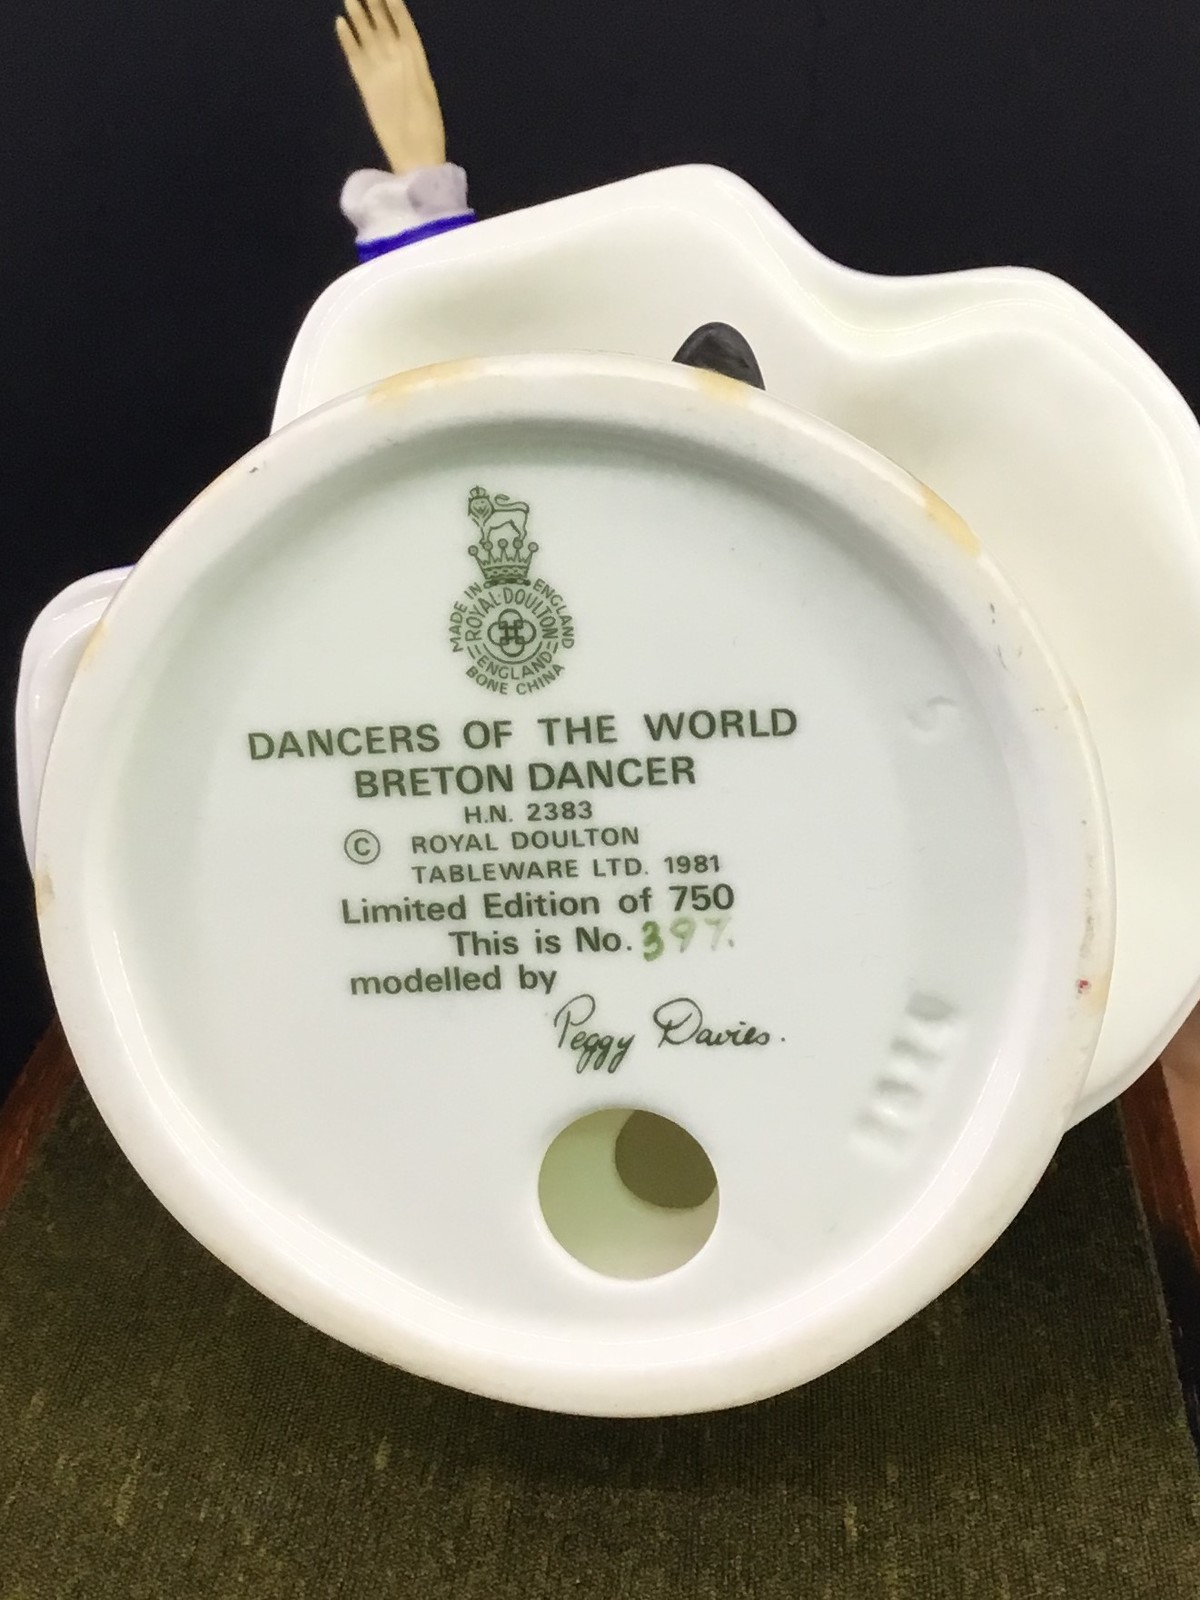 MADE IN ENGLAND
ROYAL·DOULTON
ENGLAND
BONE CHINA
DANCERS OF THE WORLD
BRETON DANCER
H.N. 2383
© ROYAL DOULTON
TABLEWARE LTD. 1981
Limited Edition of 750
This is No. 397.
modelled by
Peggy Davies.